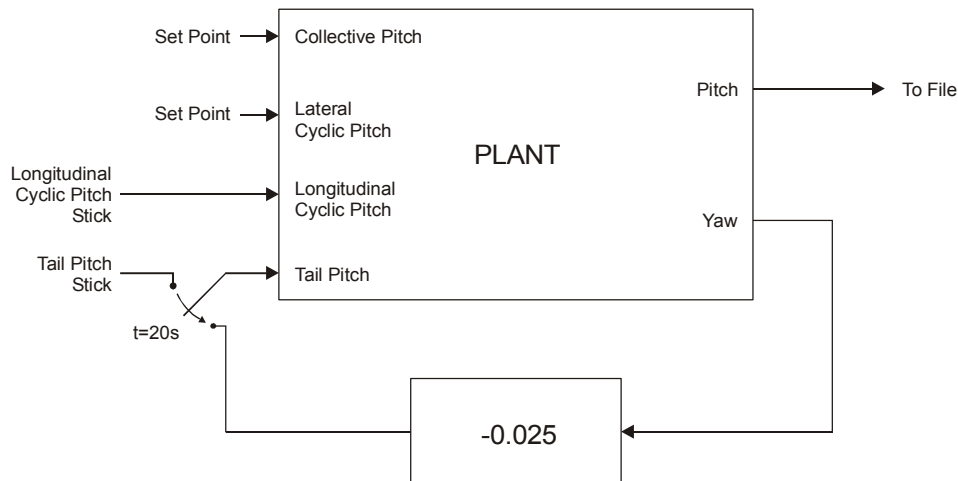 Set Point
Collective Pitch
Pitch
To File
Set Point
Lateral
Cyclic Pitch
PLANT
Longitudinal
Cyclic Pitch
Stick
Longitudinal
Cyclic Pitch
Yaw
Tail Pitch
Stick
Tail Pitch
t=20s
-0.025